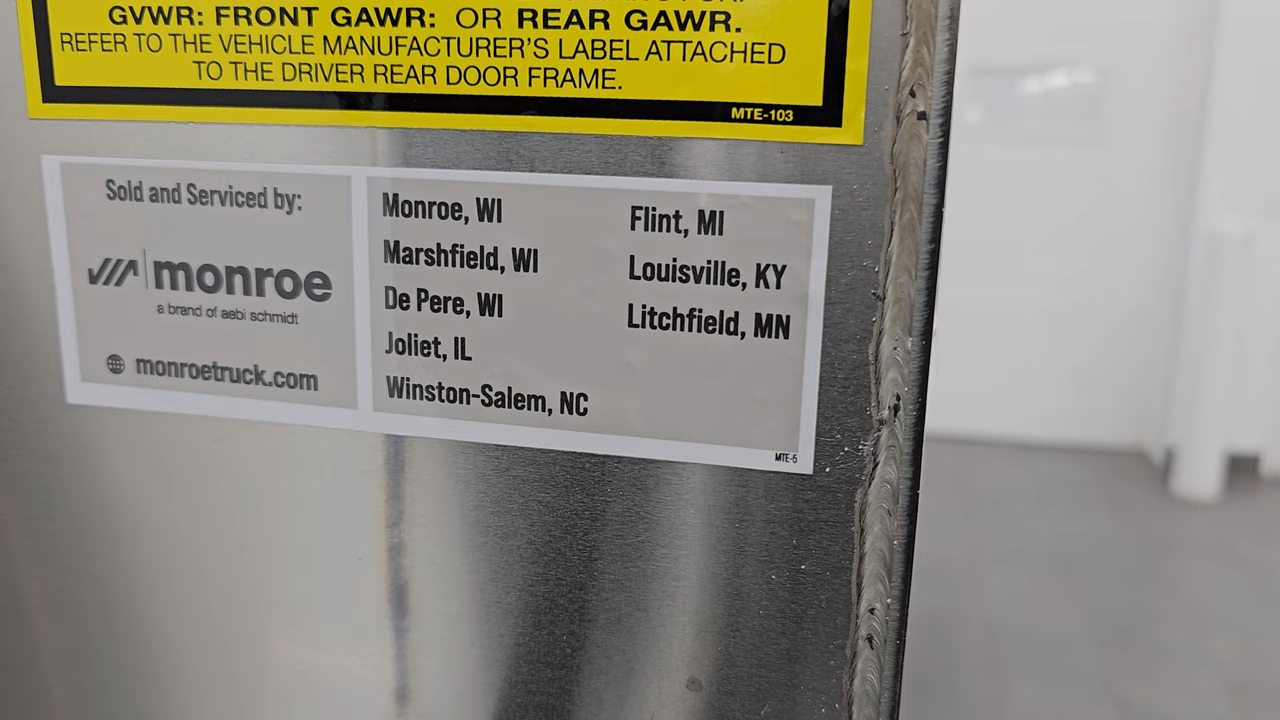 GVWR: FRONT GAWR: OR REAR GAWR.
REFER TO THE VEHICLE MANUFACTURER'S LABEL ATTACHED
TO THE DRIVER REAR DOOR FRAME.
MTE-103
Sold and Serviced by:
monroe
a brand of aebi schmidt
monroetruck.com
Monroe, WI
Marshfield, WI
De Pere, WI
Joliet, IL
Winston-Salem, NC
Flint, MI
Louisville, KY
Litchfield, MN
MTE-5